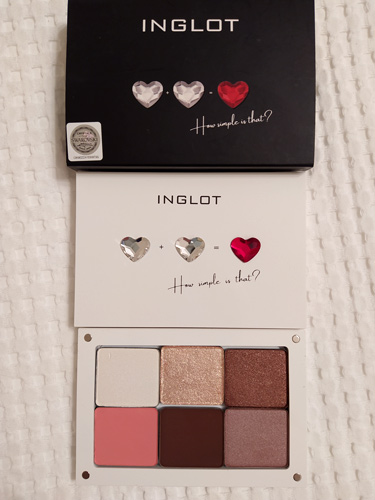 INGLOT
+ =
How simple is that?
INGLOT
+ =
How simple is that?